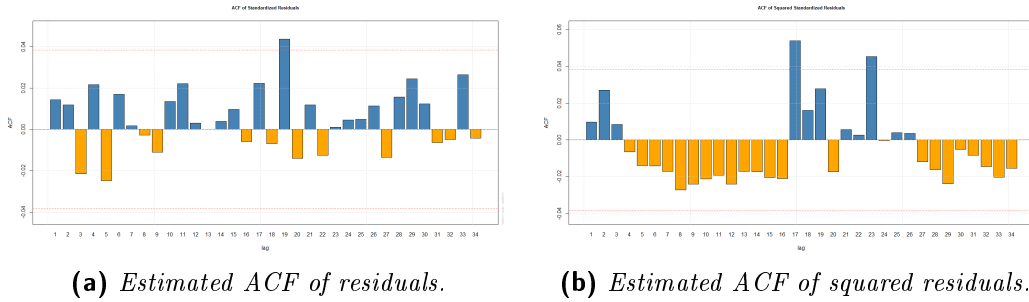 ACF of Standardized Residuals
ACF
0.04
0.02
0.00
-0.02
-0.04
1 2 3 4 5 6 7 8 9 10 11 12 13 14 15 16 17 18 19 20 21 22 23 24 25 26 27 28 29 30 31 32 33 34
lag
(a) Estimated ACF of residuals.
ACF of Squared Standardized Residuals
ACF
0.06
0.04
0.02
0.00
-0.02
-0.04
1 2 3 4 5 6 7 8 9 10 11 12 13 14 15 16 17 18 19 20 21 22 23 24 25 26 27 28 29 30 31 32 33 34
lag
(b) Estimated ACF of squared residuals.